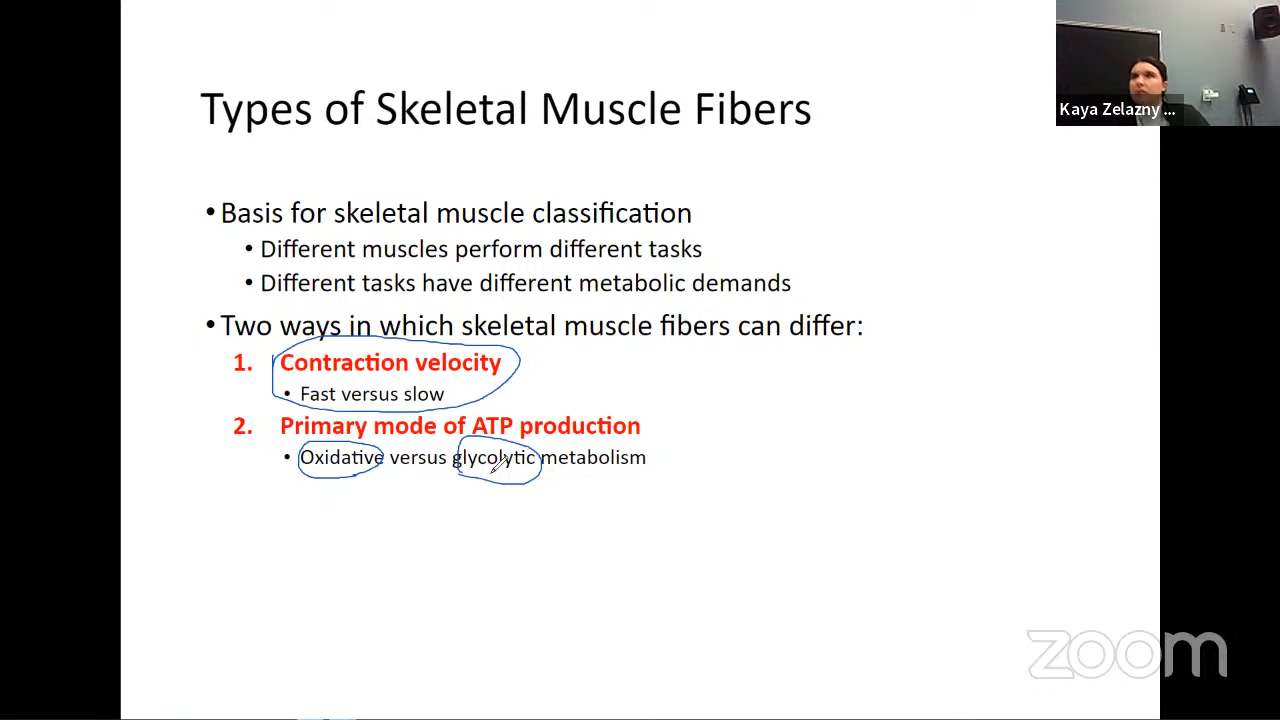 Types of Skeletal Muscle Fibers
Kaya Zelazny ...
• Basis for skeletal muscle classification
• Different muscles perform different tasks
• Different tasks have different metabolic demands
• Two ways in which skeletal muscle fibers can differ:
1. Contraction velocity
• Fast versus slow
2. Primary mode of ATP production
• Oxidative versus glycolytic metabolism
zoom